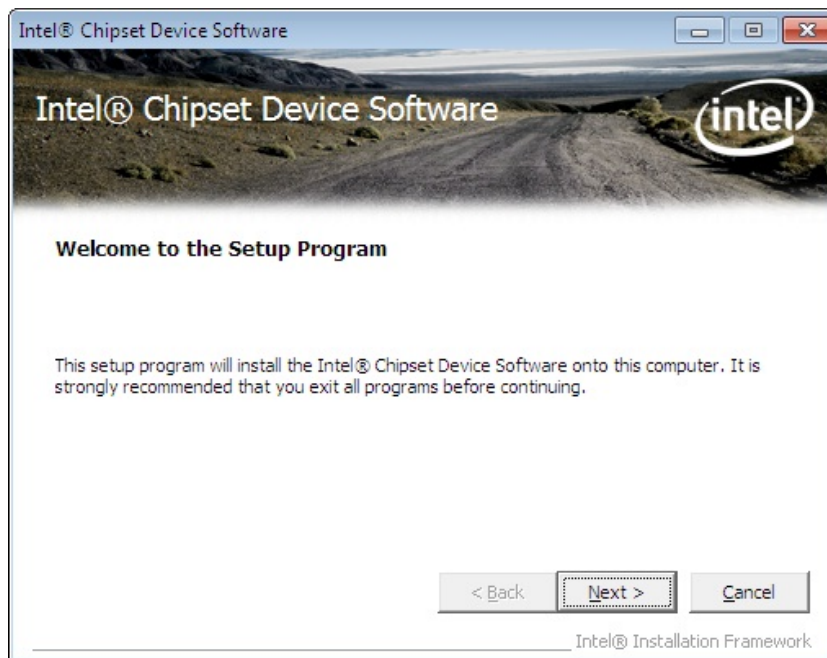 Intel® Chipset Device Software
Intel® Chipset Device Software
intel
Welcome to the Setup Program
This setup program will install the Intel® Chipset Device Software onto this computer. It is
strongly recommended that you exit all programs before continuing.
< Back
Next >
Cancel
Intel® Installation Framework